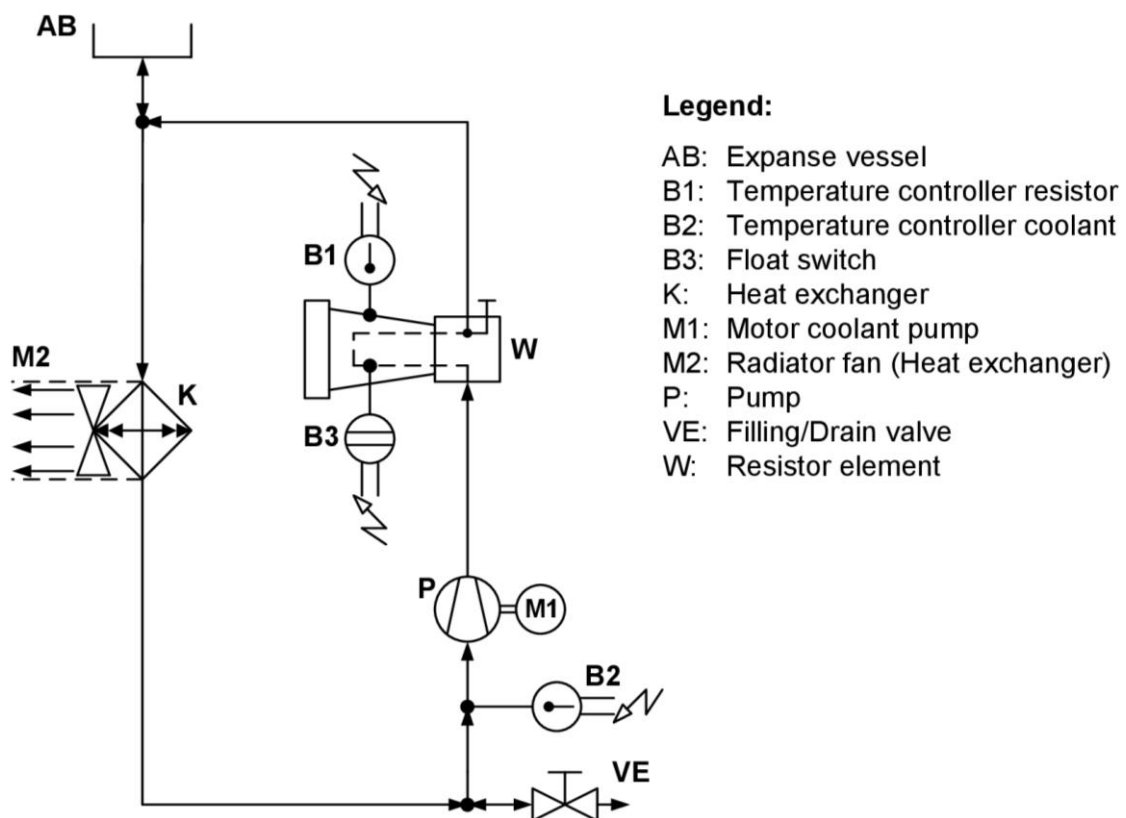 AB
Legend:
AB: Expanse vessel
B1: Temperature controller resistor
B2: Temperature controller coolant
B3: Float switch
K: Heat exchanger
M1: Motor coolant pump
M2: Radiator fan (Heat exchanger)
P: Pump
VE: Filling/Drain valve
W: Resistor element
B1
W
M2
K
B3
P
M1
B2
VE